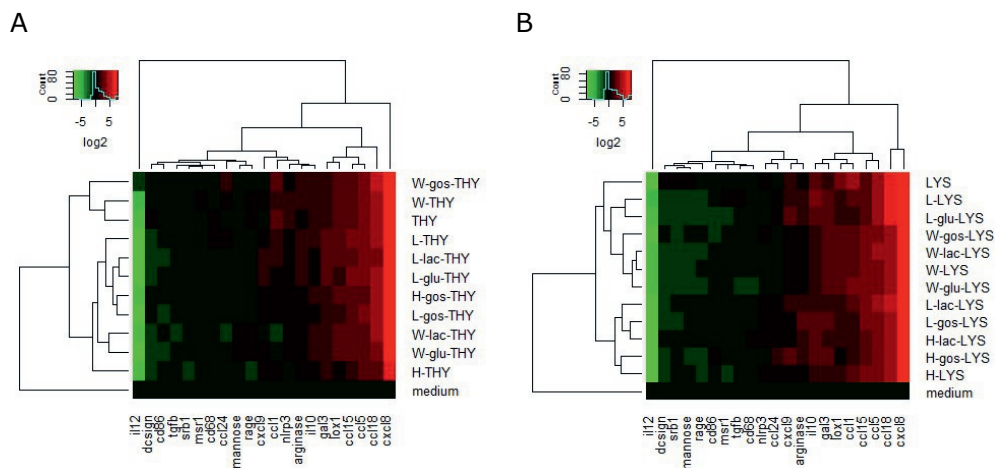 A
B
Count
0 80
-5 5
log2
W-gos-THY
W-THY
THY
L-THY
L-lac-THY
L-glu-THY
H-gos-THY
L-gos-THY
W-lac-THY
W-glu-THY
H-THY
medium
il12
dcsign
cd86
tgfb
srb1
msr1
cd68
ccl24
mannose
rage
cxcl9
ccl1
nlrp3
arginase
il10
gal3
lox1
ccl15
ccl5
ccl18
cxcl8
Count
0 80
-5 5
log2
LYS
L-LYS
L-glu-LYS
W-gos-LYS
W-lac-LYS
W-LYS
W-glu-LYS
L-lac-LYS
L-gos-LYS
H-lac-LYS
H-gos-LYS
H-LYS
medium
il12
dcsign
srb1
mannose
rage
cd86
msr1
tgfb
cd68
nlrp3
ccl24
cxcl9
arginase
il10
gal3
lox1
ccl1
ccl15
ccl5
ccl18
cxcl8